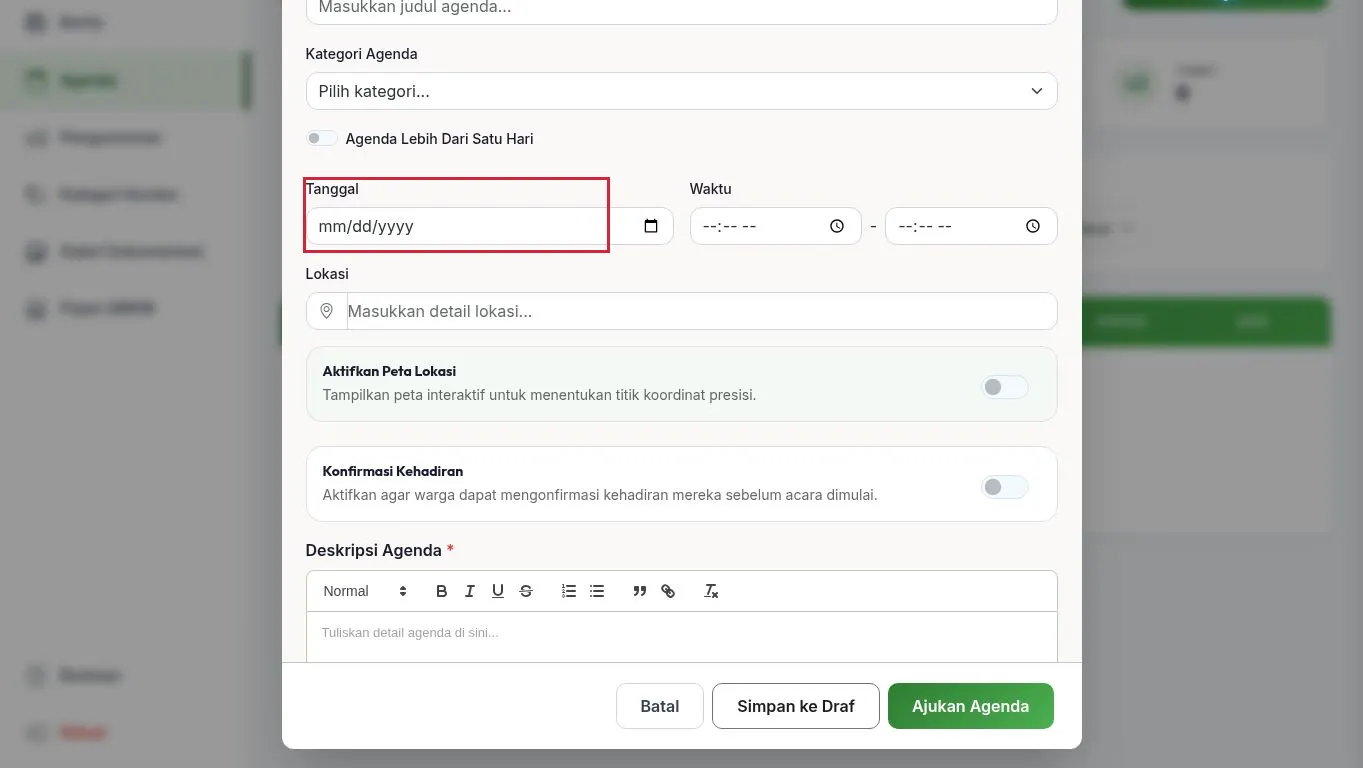 Masukkan judul agenda...
Kategori Agenda
Pilih kategori...
Agenda Lebih Dari Satu Hari
Tanggal
Waktu
mm/dd/yyyy
--:-- --
-
--:-- --
Lokasi
Masukkan detail lokasi...
Aktifkan Peta Lokasi
Tampilkan peta interaktif untuk menentukan titik koordinat presisi.
Konfirmasi Kehadiran
Aktifkan agar warga dapat mengonfirmasi kehadiran mereka sebelum acara dimulai.
Deskripsi Agenda *
Normal
Tuliskan detail agenda di sini...
Batal
Simpan ke Draf
Ajukan Agenda